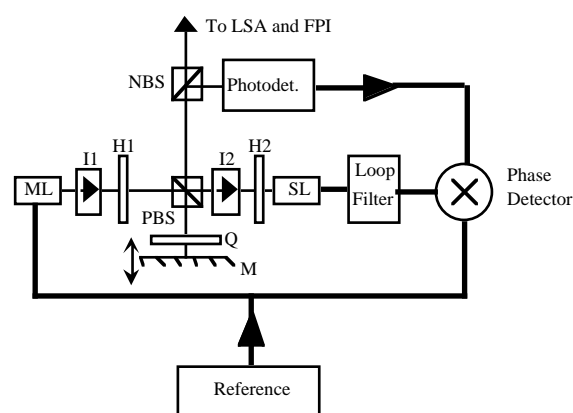 To LSA and FPI
NBS
Photodet.
I1
H1
I2
H2
ML
PBS
SL
Loop
Filter
Phase
Detector
Q
M
Reference